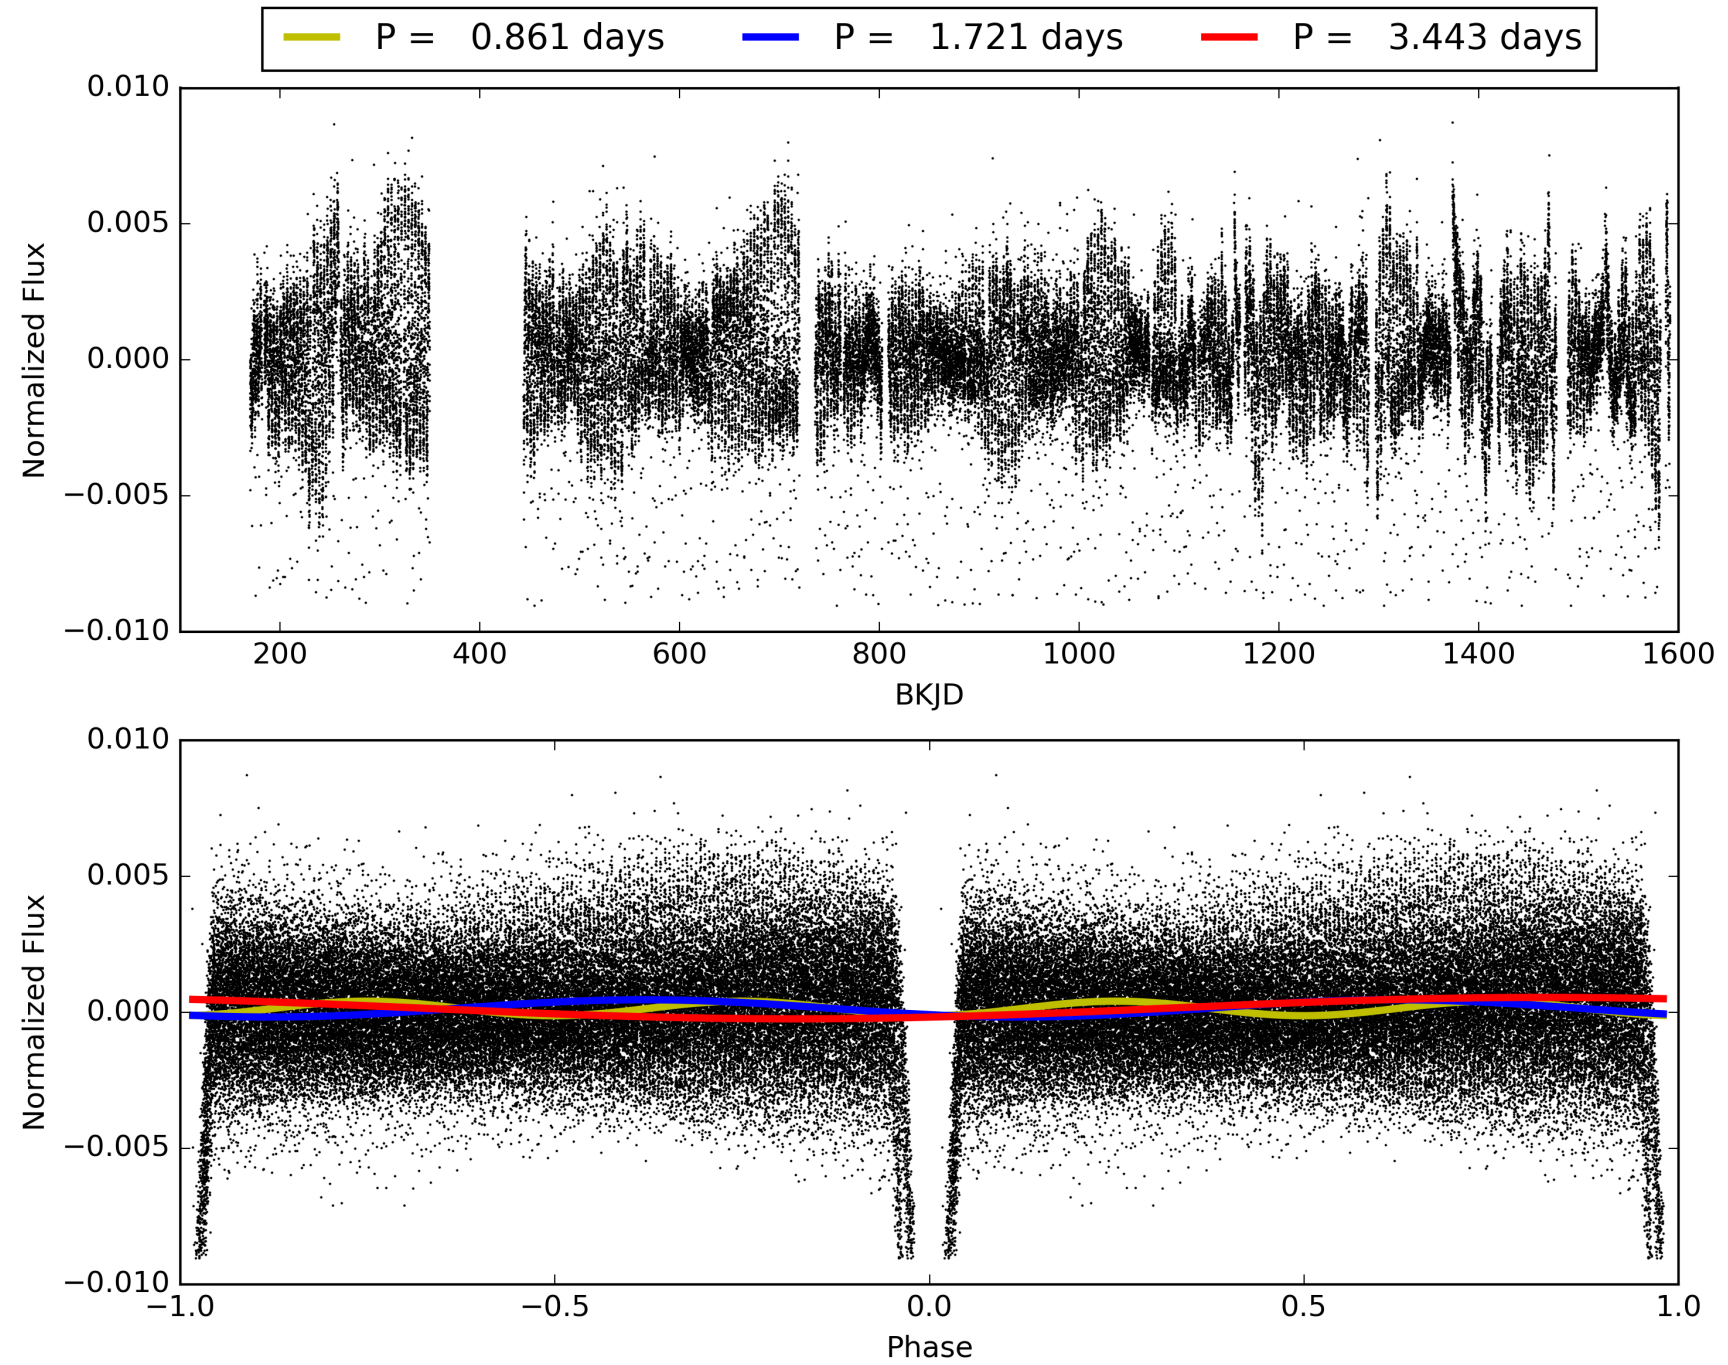 P = 0.861 days P = 1.721 days P = 3.443 days
0.010
0.005
0.000
−0.005
−0.010
Normalized Flux
200 400 600 800 1000 1200 1400 1600
BKJD
0.010
0.005
0.000
−0.005
−0.010
Normalized Flux
−1.0 −0.5 0.0 0.5 1.0
Phase